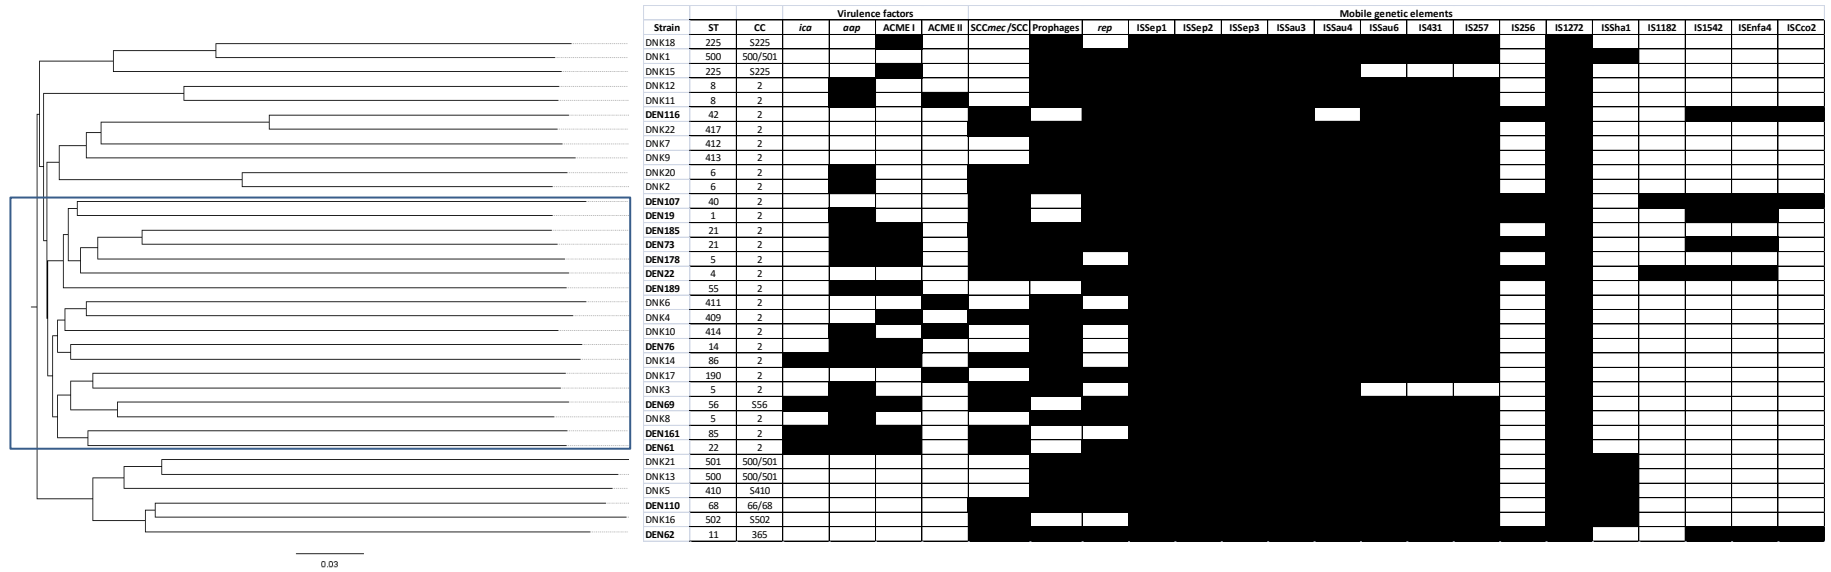 Virulence factors Mobile genetic elements
Strain ST CC ica aap ACME I ACME II SCCmec/SCC Prophages rep ISSep1 ISSep2 ISSep3 ISSau3 ISSau4 ISSau6 IS431 IS257 IS256 IS1272 ISSha1 IS1182 IS1542 ISEnfa4 ISCco2
DNK18 225 S225
DNK1 500 500/501
DNK15 225 S225
DNK12 8 2
DNK11 8 2
DEN116 42 2
DNK22 417 2
DNK7 412 2
DNK9 413 2
DNK20 6 2
DNK2 6 2
DEN107 40 2
DEN19 1 2
DEN185 21 2
DEN73 21 2
DEN178 5 2
DEN22 4 2
DEN189 55 2
DNK6 411 2
DNK4 409 2
DNK10 414 2
DEN76 14 2
DNK14 86 2
DNK17 190 2
DNK3 5 2
DEN69 56 S56
DNK8 5 2
DEN161 85 2
DEN61 22 2
DNK21 501 500/501
DNK13 500 500/501
DNK5 410 S410
DEN110 68 66/68
DNK16 502 S502
DEN62 11 365
0.03